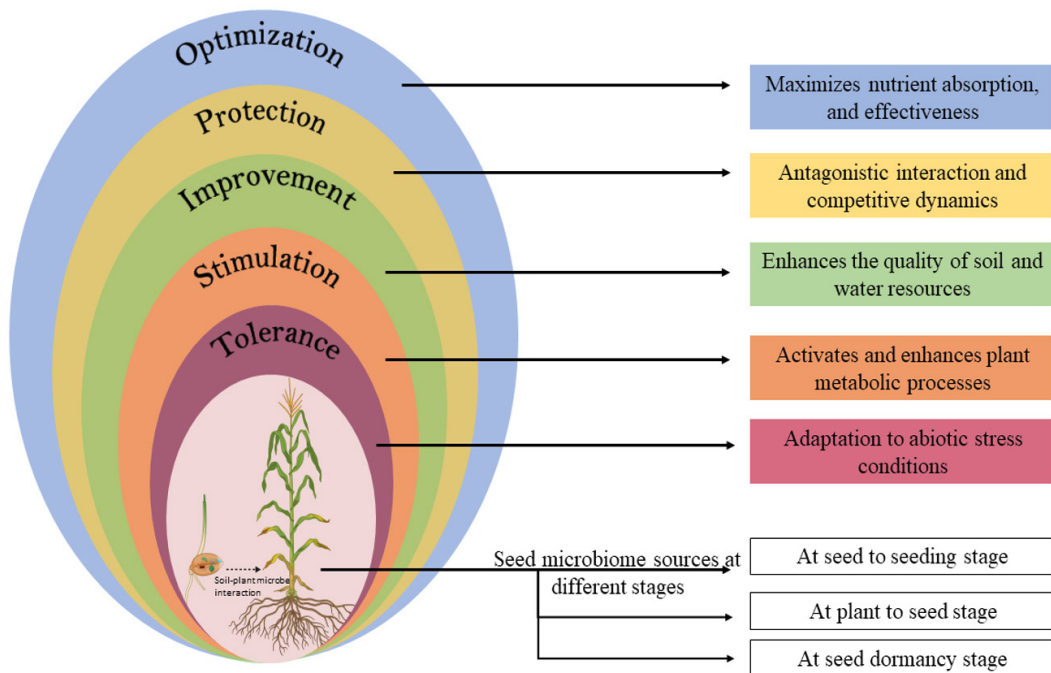 Optimization
Maximizes nutrient absorption,
and effectiveness
Protection
Antagonistic interaction and
competitive dynamics
Improvement
Enhances the quality of soil and
water resources
Stimulation
Activates and enhances plant
metabolic processes
Tolerance
Adaptation to abiotic stress
conditions
Soil-plant microbe
interaction
Seed microbiome sources at
different stages
At seed to seeding stage
At plant to seed stage
At seed dormancy stage